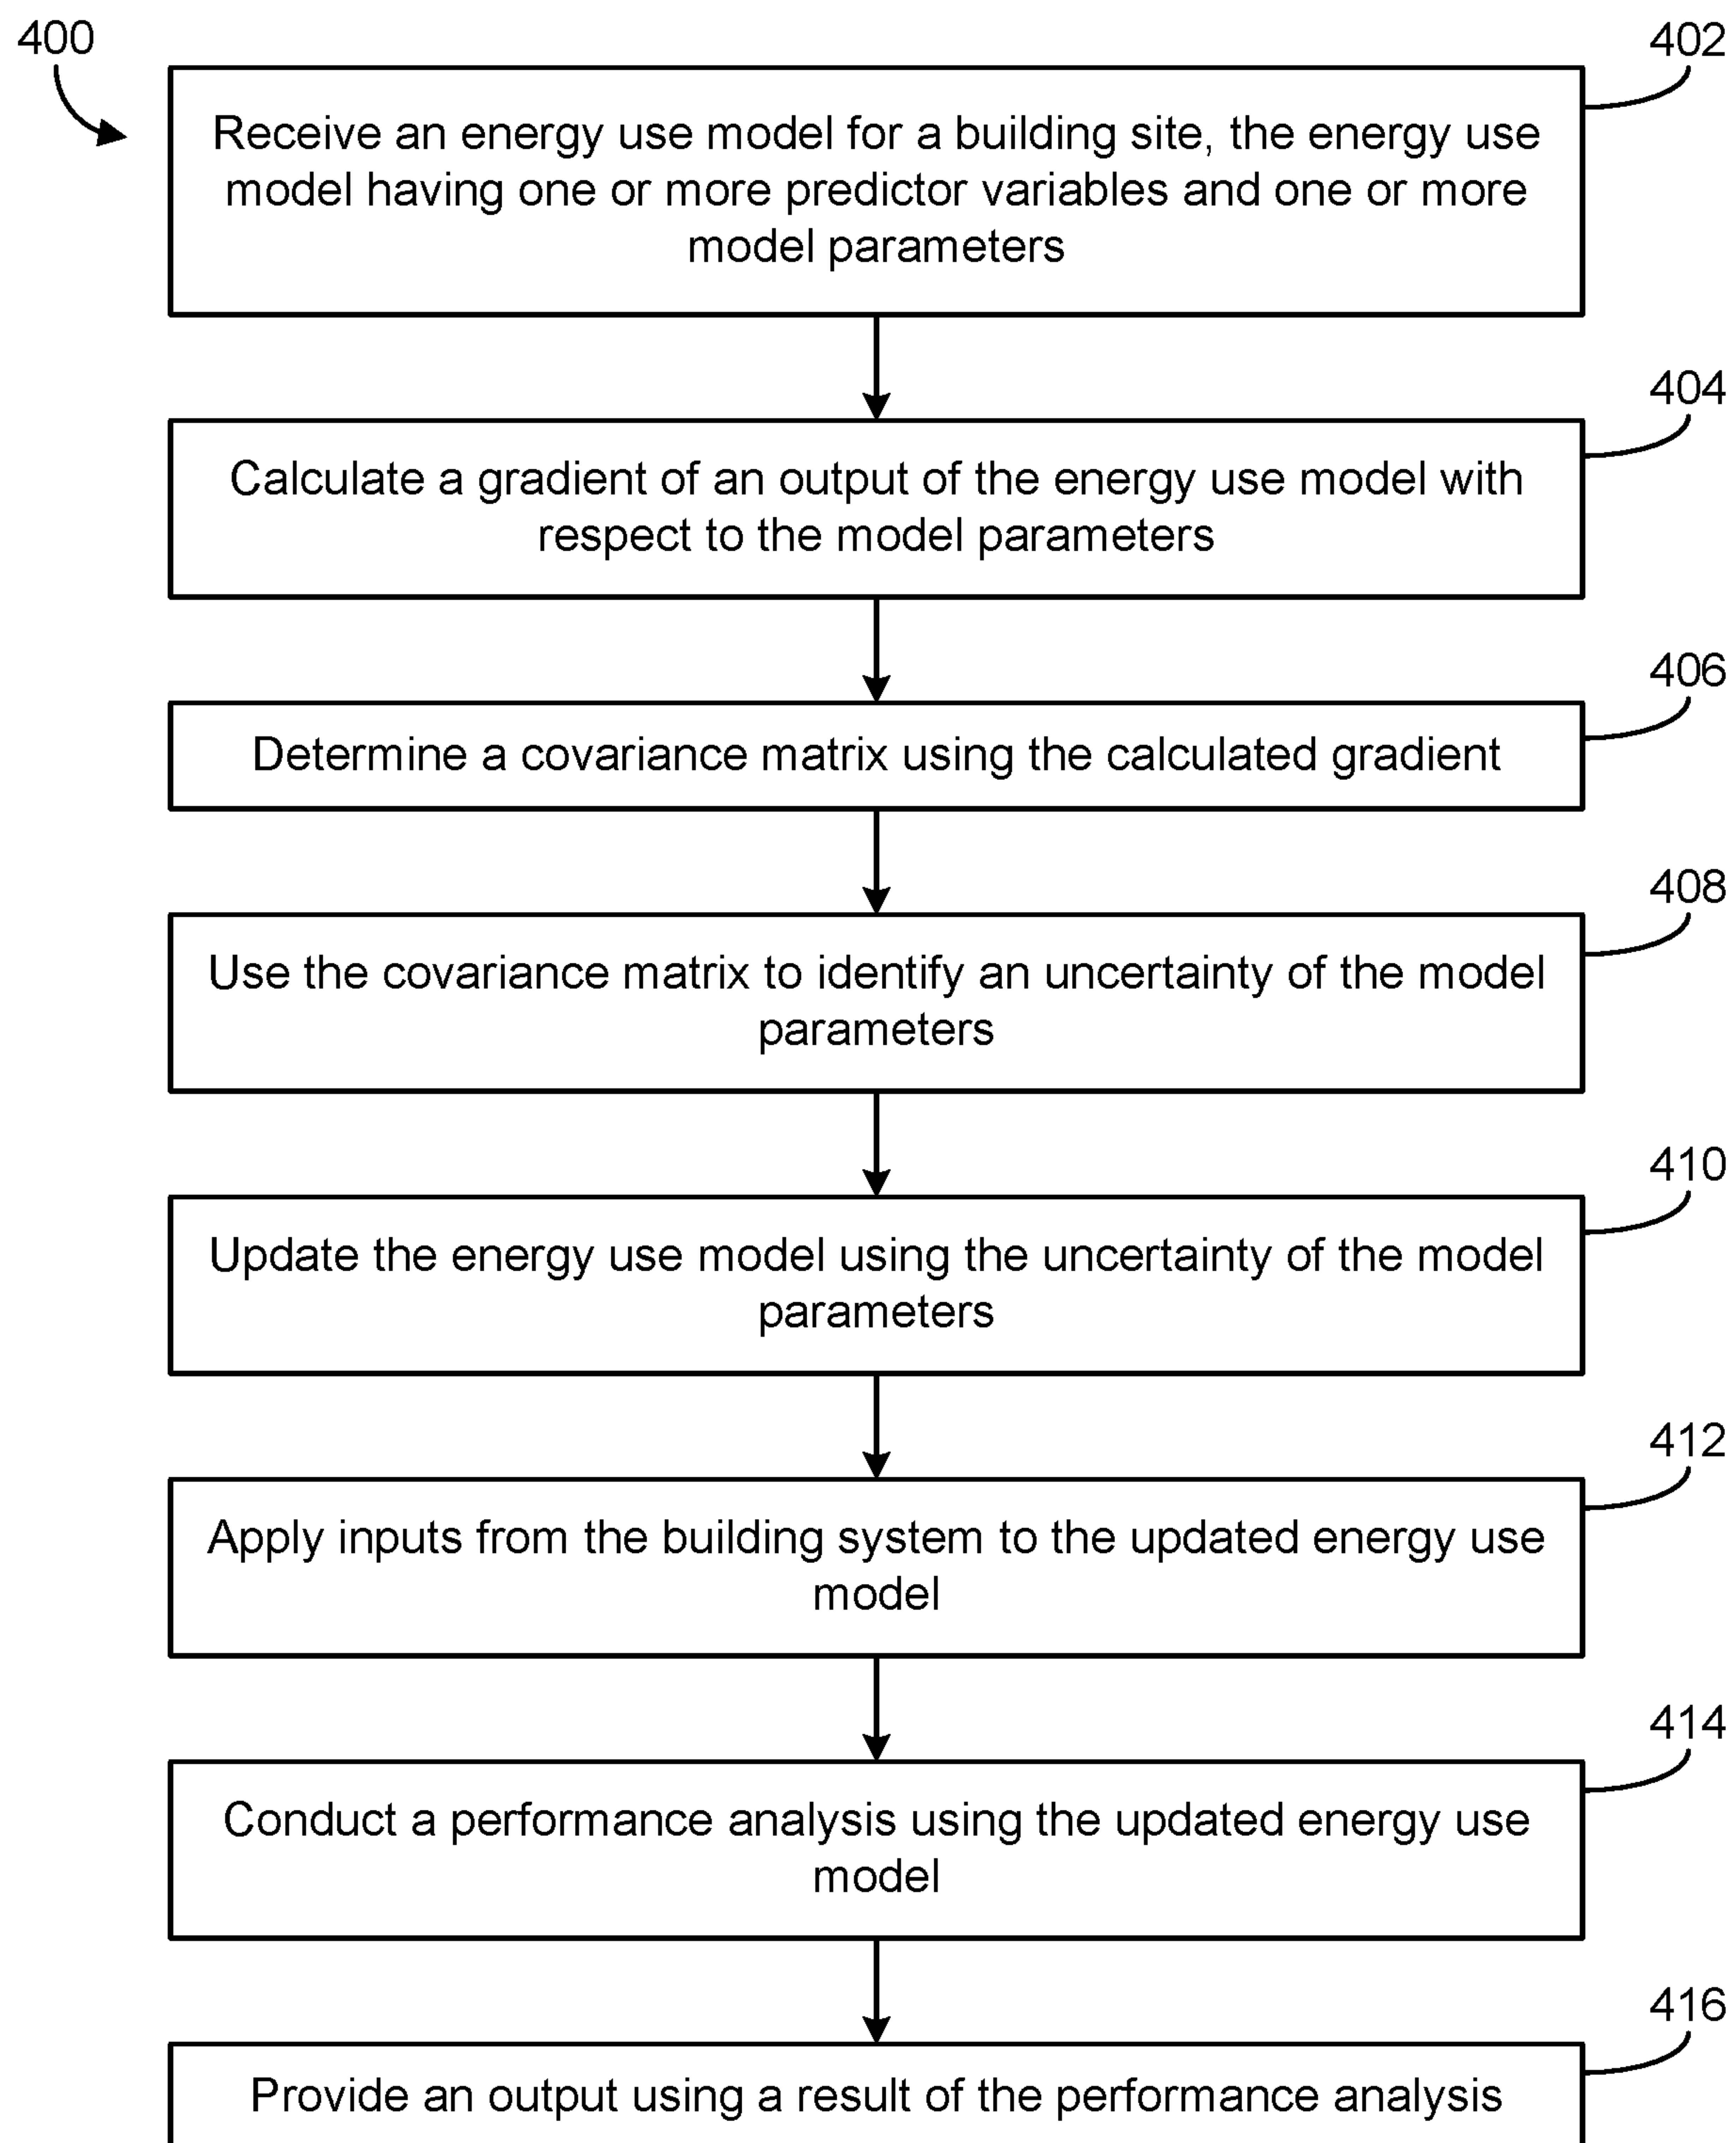 400
402
Receive an energy use model for a building site, the energy use
model having one or more predictor variables and one or more
model parameters
404
Calculate a gradient of an output of the energy use model with
respect to the model parameters
406
Determine a covariance matrix using the calculated gradient
408
Use the covariance matrix to identify an uncertainty of the model
parameters
410
Update the energy use model using the uncertainty of the model
parameters
412
Apply inputs from the building system to the updated energy use
model
414
Conduct a performance analysis using the updated energy use
model
416
Provide an output using a result of the performance analysis